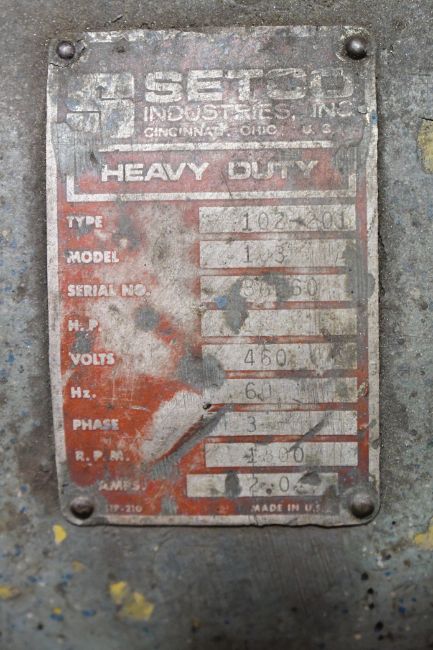 SETCO
INDUSTRIES, INC
CINCINNATI, OHIO, U. S.
HEAVY DUTY
TYPE 102-201
MODEL 103
SERIAL NO.
H. P.
VOLTS 460
Hz. 60
PHASE 3
R. P. M. 1800
AMPS.
MADE IN U.S.